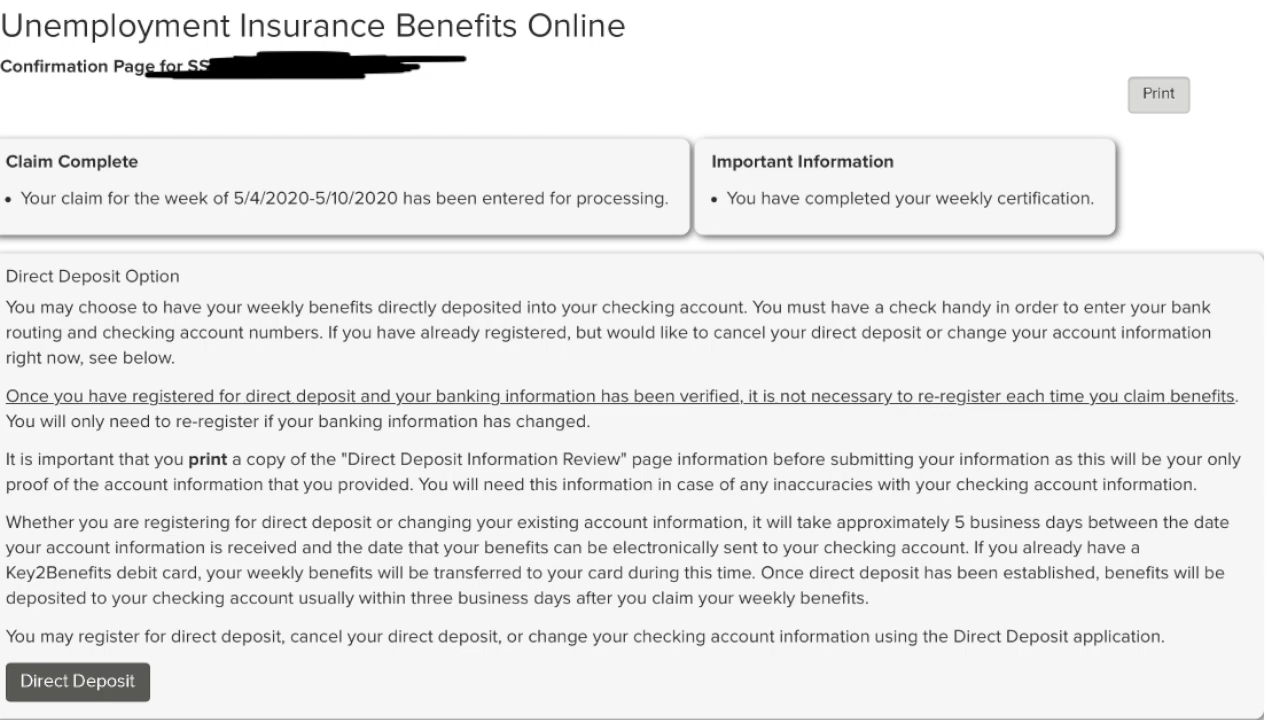 Unemployment Insurance Benefits Online
Confirmation Page for SS
Print
Claim Complete
• Your claim for the week of 5/4/2020-5/10/2020 has been entered for processing.
Important Information
• You have completed your weekly certification.
Direct Deposit Option
You may choose to have your weekly benefits directly deposited into your checking account. You must have a check handy in order to enter your bank
routing and checking account numbers. If you have already registered, but would like to cancel your direct deposit or change your account information
right now, see below.
Once you have registered for direct deposit and your banking information has been verified, it is not necessary to re-register each time you claim benefits.
You will only need to re-register if your banking information has changed.
It is important that you print a copy of the "Direct Deposit Information Review" page information before submitting your information as this will be your only
proof of the account information that you provided. You will need this information in case of any inaccuracies with your checking account information.
Whether you are registering for direct deposit or changing your existing account information, it will take approximately 5 business days between the date
your account information is received and the date that your benefits can be electronically sent to your checking account. If you already have a
Key2Benefits debit card, your weekly benefits will be transferred to your card during this time. Once direct deposit has been established, benefits will be
deposited to your checking account usually within three business days after you claim your weekly benefits.
You may register for direct deposit, cancel your direct deposit, or change your checking account information using the Direct Deposit application.
Direct Deposit